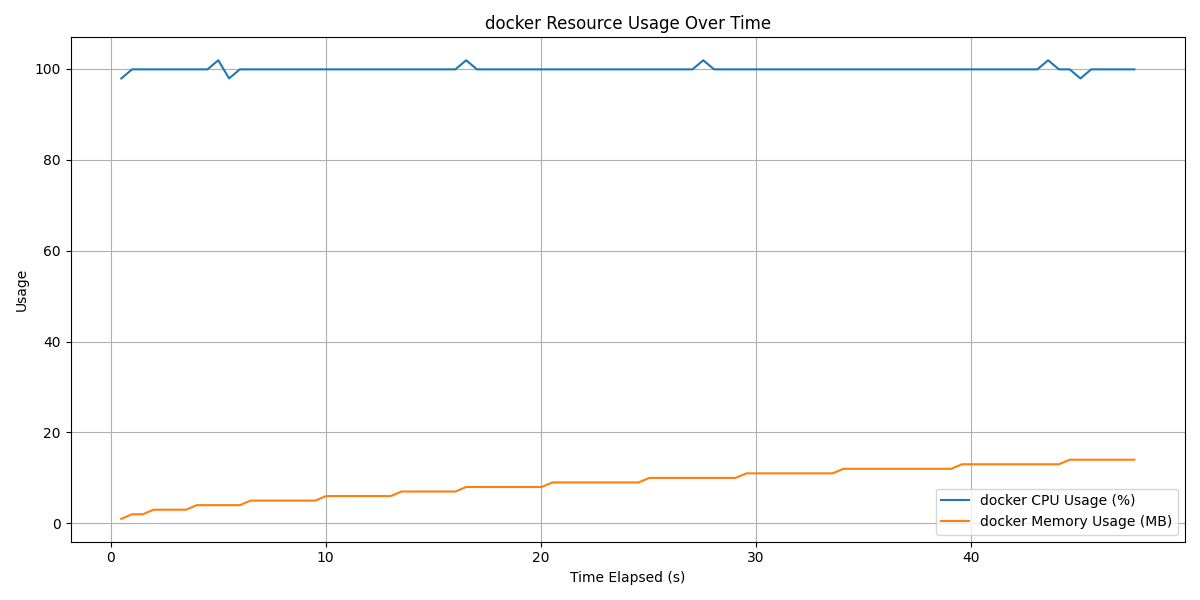 docker Resource Usage Over Time
Usage
100
80
60
40
20
0
docker CPU Usage (%)
docker Memory Usage (MB)
0 10 20 30 40
Time Elapsed (s)